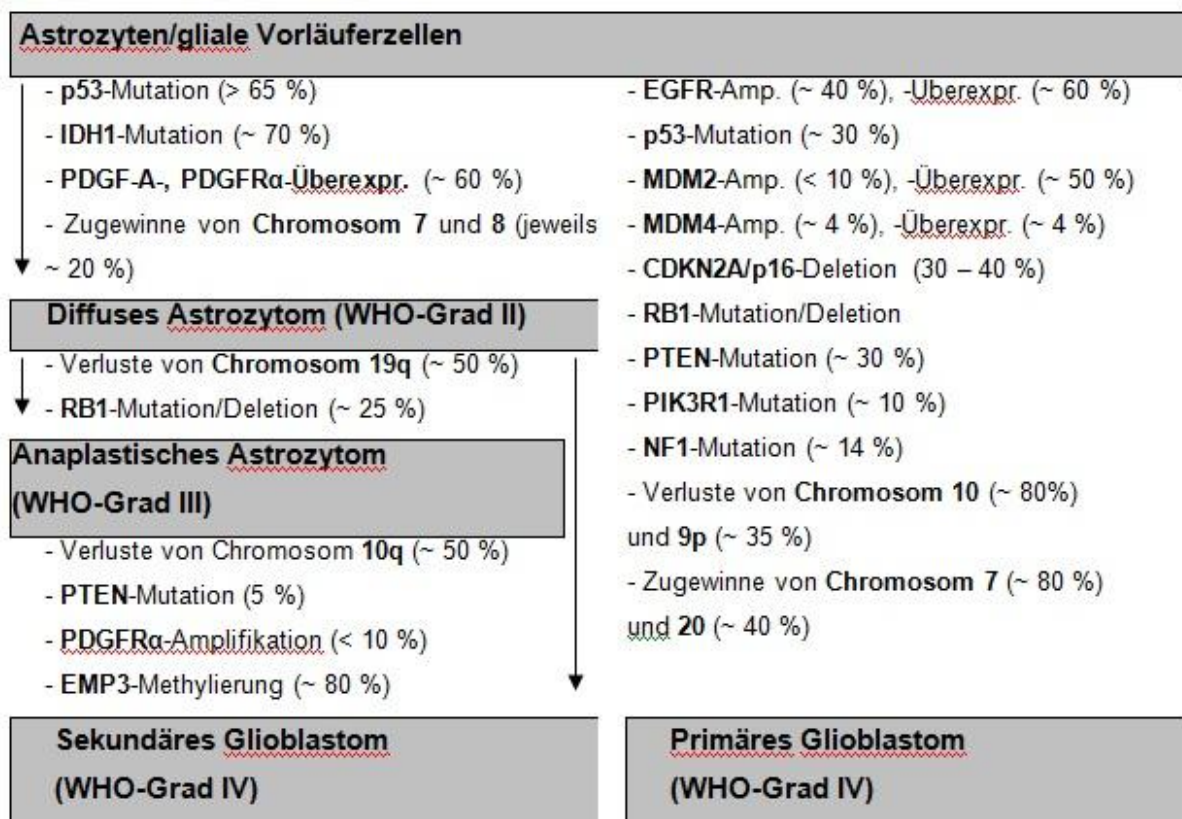 Astrozyten/gliale Vorläuferzellen
- p53-Mutation (> 65 %)
- IDH1-Mutation (~ 70 %)
- PDGF-A-, PDGFRα-Überexpr. (~ 60 %)
- Zugewinne von Chromosom 7 und 8 (jeweils
~ 20 %)
Diffuses Astrozytom (WHO-Grad II)
- Verluste von Chromosom 19q (~ 50 %)
- RB1-Mutation/Deletion (~ 25 %)
Anaplastisches Astrozytom
(WHO-Grad III)
- Verluste von Chromosom 10q (~ 50 %)
- PTEN-Mutation (5 %)
- PDGFRα-Amplifikation (< 10 %)
- EMP3-Methylierung (~ 80 %)
Sekundäres Glioblastom
(WHO-Grad IV)
- EGFR-Amp. (~ 40 %), -Überexpr. (~ 60 %)
- p53-Mutation (~ 30 %)
- MDM2-Amp. (< 10 %), -Überexpr. (~ 50 %)
- MDM4-Amp. (~ 4 %), -Überexpr. (~ 4 %)
- CDKN2A/p16-Deletion (30 – 40 %)
- RB1-Mutation/Deletion
- PTEN-Mutation (~ 30 %)
- PIK3R1-Mutation (~ 10 %)
- NF1-Mutation (~ 14 %)
- Verluste von Chromosom 10 (~ 80%)
und 9p (~ 35 %)
- Zugewinne von Chromosom 7 (~ 80 %)
und 20 (~ 40 %)
Primäres Glioblastom
(WHO-Grad IV)